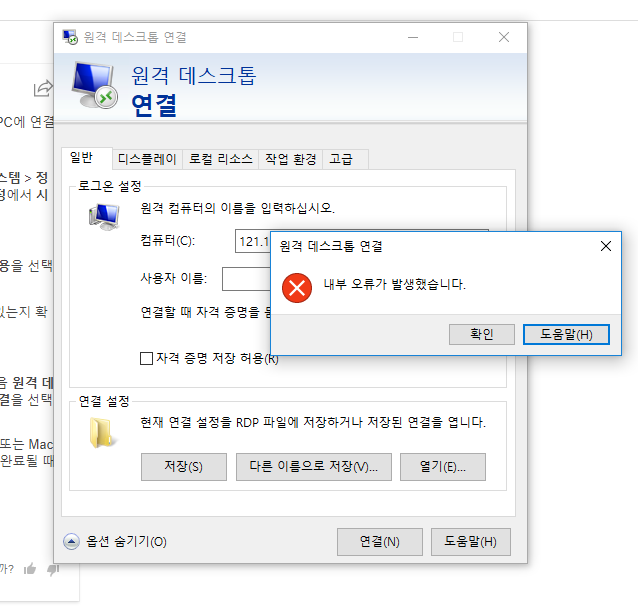 원격 데스크톱 연결
원격 데스크톱
연결
PC에 연결
스템 > 정
정에서 시
용을 선택
있는지 확
음 원격 데
결을 선택
또는 Mac
완료될 때
까?
일반
디스플레이
로컬 리소스
작업 환경
고급
로그온 설정
원격 컴퓨터의 이름을 입력하십시오.
컴퓨터(C):
121.1
사용자 이름:
연결할 때 자격 증명을
자격 증명 저장 허용(R)
원격 데스크톱 연결
내부 오류가 발생했습니다.
확인
도움말(H)
연결 설정
현재 연결 설정을 RDP 파일에 저장하거나 저장된 연결을 엽니다.
저장(S)
다른 이름으로 저장(V)...
열기(E)...
옵션 숨기기(O)
연결(N)
도움말(H)